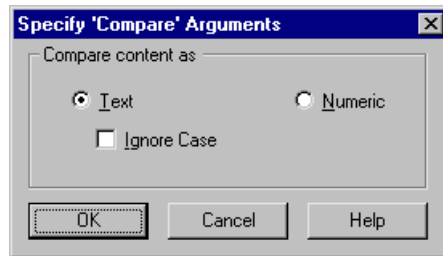 Specify 'Compare' Arguments
Compare content as
Text Numeric
Ignore Case
OK Cancel Help